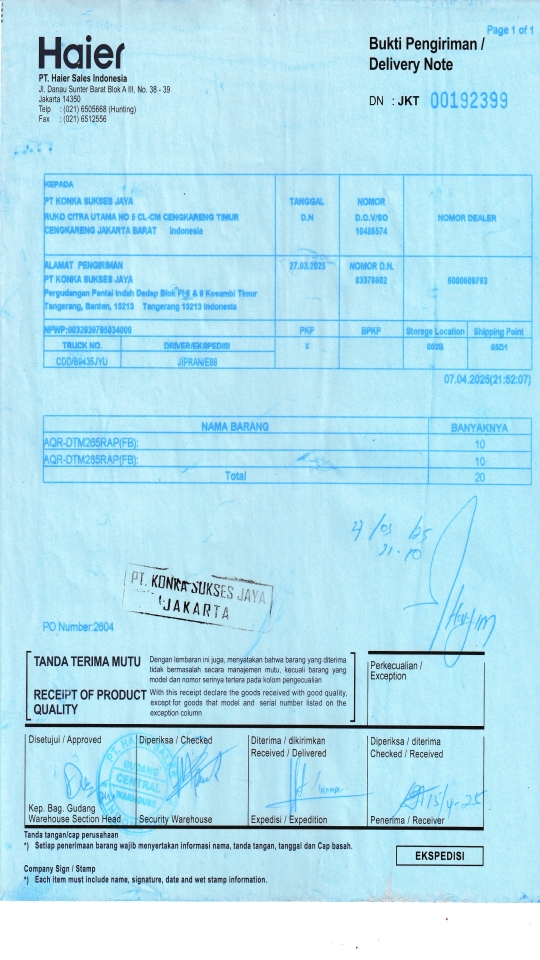 Page 1 of 1
Haier
PT. Haier Sales Indonesia
Jl. Danau Sunter Barat Blok A III, No. 38 - 39
Jakarta 14350
Telp : (021) 6505668 (Hunting)
Fax : (021) 6512556
Bukti Pengiriman /
Delivery Note
DN : JKT 00192399
KEPADA
PT KONKA SUKSES JAYA
RUKO CITRA UTAMA NO 5 CL-CM CENGKARENG TIMUR
CENGKARENG JAKARTA BARAT Indonesia
TANGGAL
D.N
NOMOR
D.O.V/SO
10486574
NOMOR DEALER
ALAMAT PENGIRIMAN
PT KONKA SUKSES JAYA
Pergudangan Pantai Indah Dadap Blok & 9 Kosambi Timur
Tangerang, Banten, 15213 Tangerang 15213 Indonesia
27.03.2025
NOMOR D.N.
83378602
6000609763
NPWP:0032930795034000
PKP
BPKP
Storage Location
Shipping Point
TRUCK NO.
DRIVER/EKSPEDISI
X
002B
65D1
CDD/B9435JYU
JIPRAN/EBB
07.04.2025(21:52:07)
NAMA BARANG
BANYAKNYA
AQR-DTM265RAP(FB):
10
AQR-DTM285RAP(FB):
10
Total
20
21-10
PT. KONKA SUKSES JAYA
JAKARTA
PO Number:2604
TANDA TERIMA MUTU
Dengan lembaran ini juga, menyatakan bahwa barang yang diterima
tidak bermasalah secara manajemen mutu, kecuali barang yang
model dan nomor serinya tertera pada kolom pengecualian
RECEIPT OF PRODUCT
QUALITY
With this receipt declare the goods received with good quality,
except for goods that model and serial number listed on the
exception column
Perkecualian /
Exception
Disetujui / Approved
Diperiksa / Checked
Diterima / dikirimkan
Received / Delivered
Diperiksa / diterima
Checked / Received
GUDANG
CENTRAL
WAREHOUSE
15/4-25
Kep. Bag. Gudang
Warehouse Section Head
Security Warehouse
Expedisi / Expedition
Penerima / Receiver
Tanda tangan/cap perusahaan
*) Setiap penerimaan barang wajib menyertakan informasi nama, tanda tangan, tanggal dan Cap basah.
EKSPEDISI
Company Sign / Stamp
*) Each item must include name, signature, date and wet stamp information.